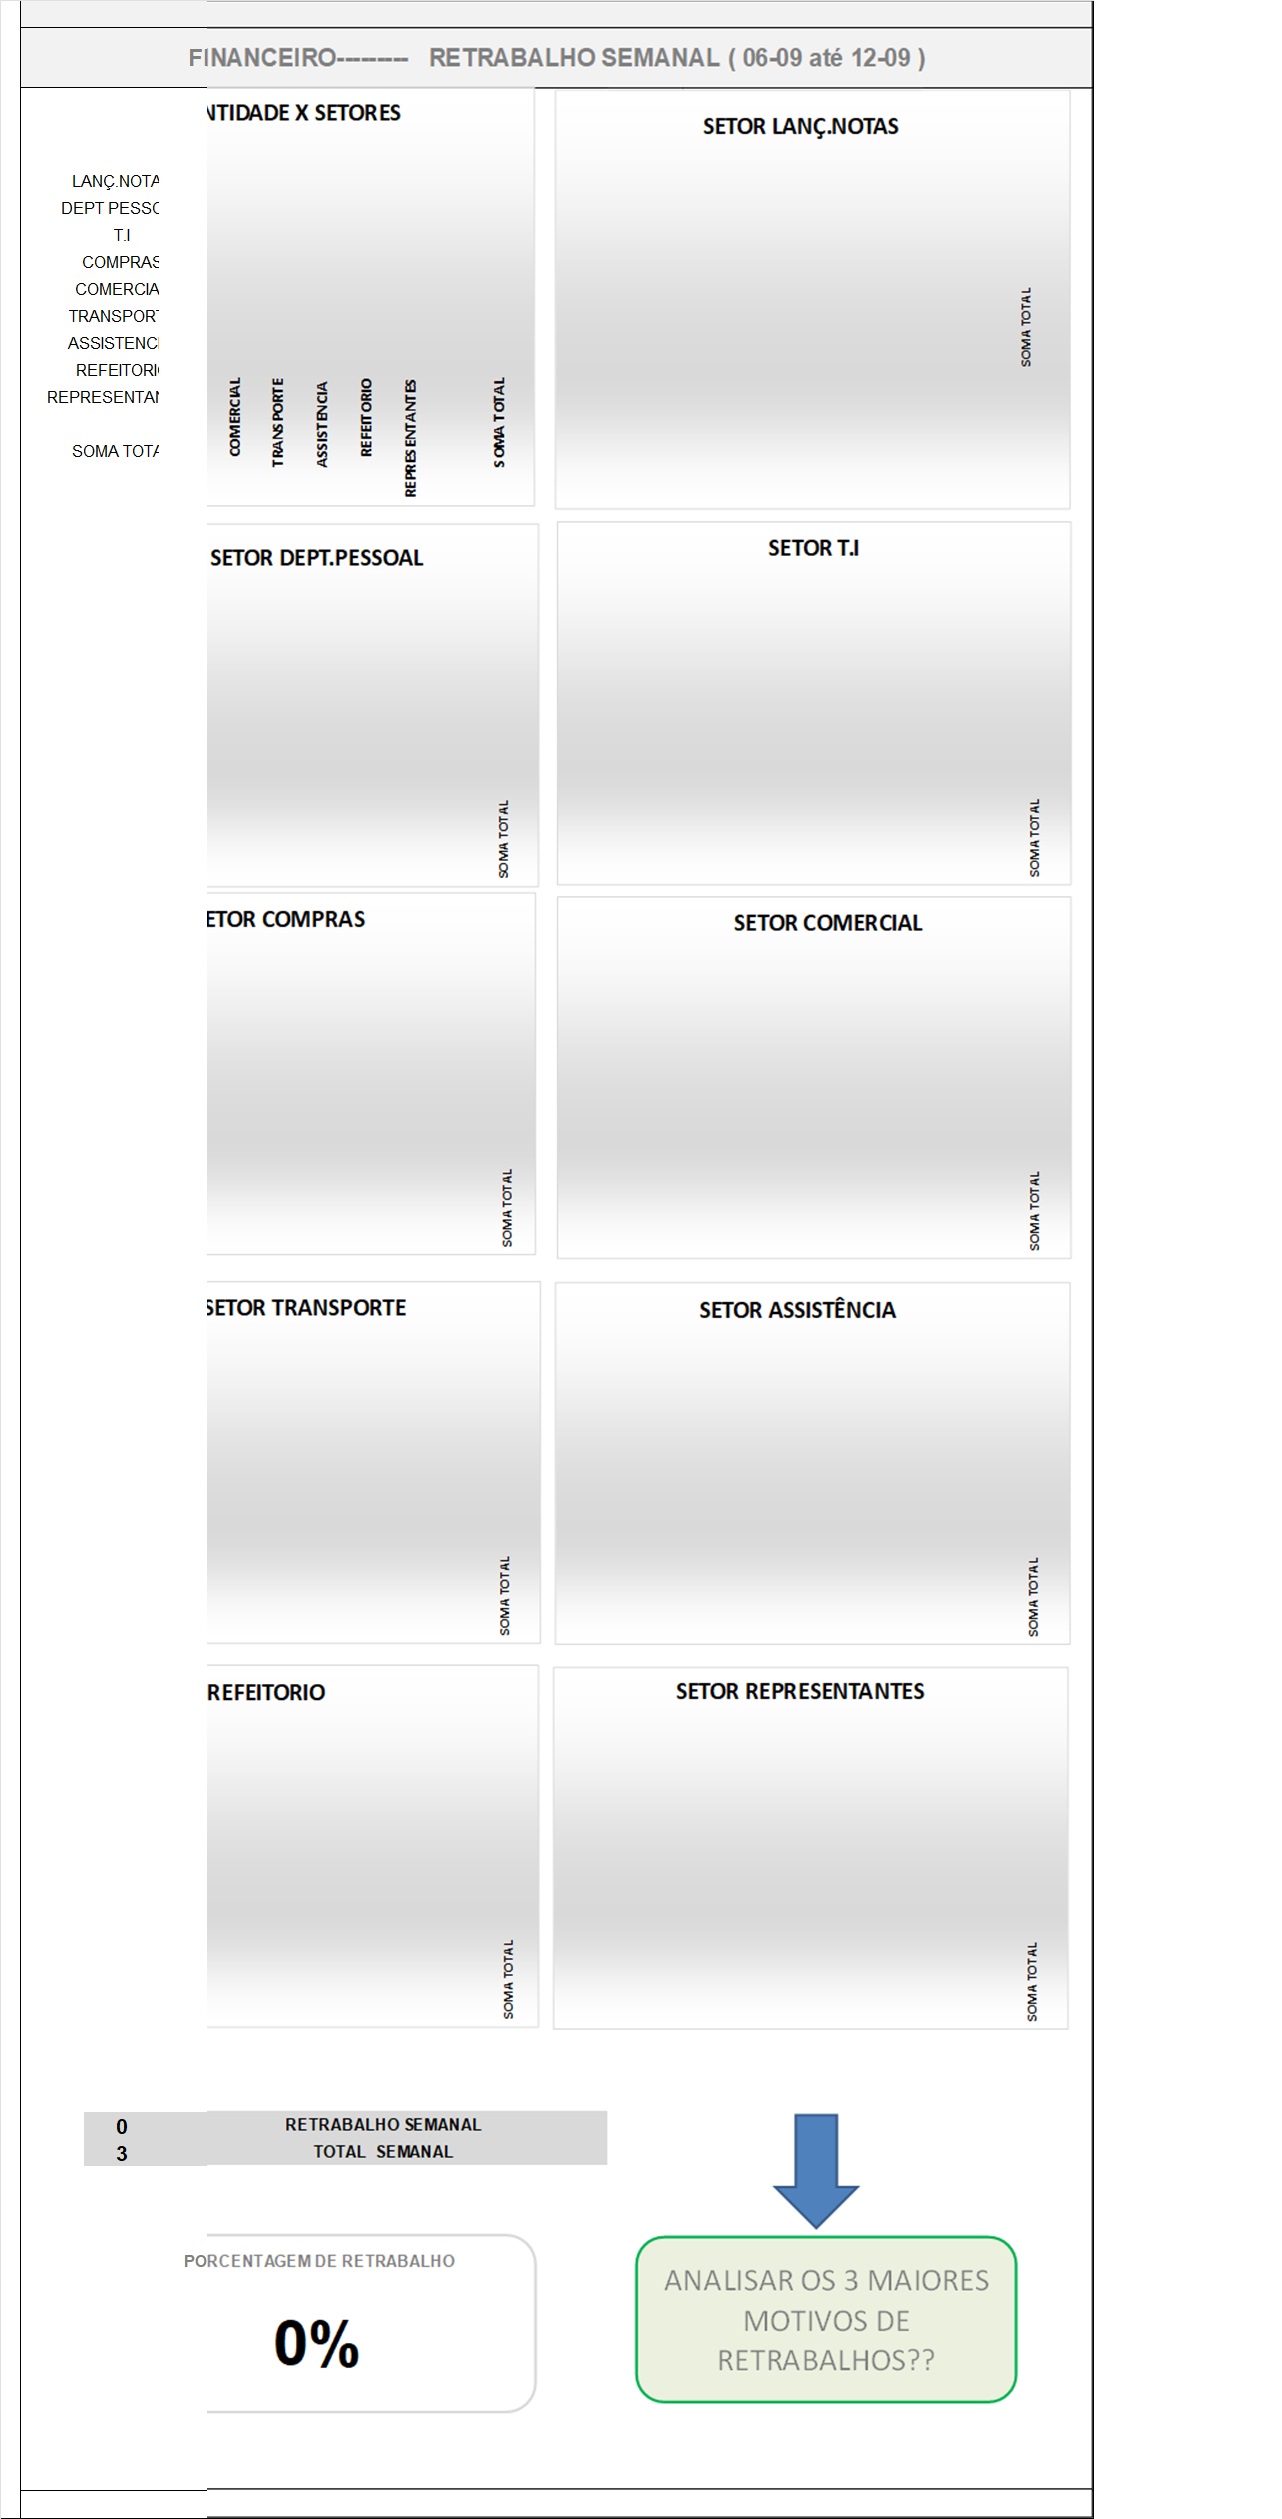 FINANCEIRO--------- RETRABALHO SEMANAL ( 06-09 até 12-09 )
NTIDADE X SETORES
LANÇ.NOTA
DEPT PESSO
T.I
COMPRAS
COMERCIA
TRANSPORT
ASSISTENCI
REFEITORI
REPRESENTAN
SOMA TOTA
COMERCIAL
TRANSPORTE
ASSISTENCIA
REFEITORIO
REPRESENTANTES
SOMA TOTAL
SETOR LANÇ.NOTAS
SOMA TOTAL
SETOR DEPT.PESSOAL
SOMA TOTAL
SETOR T.I
SOMA TOTAL
ETOR COMPRAS
SOMA TOTAL
SETOR COMERCIAL
SOMA TOTAL
SETOR TRANSPORTE
SOMA TOTAL
SETOR ASSISTÊNCIA
SOMA TOTAL
REFEITORIO
SOMA TOTAL
SETOR REPRESENTANTES
SOMA TOTAL
0 RETRABALHO SEMANAL
3 TOTAL SEMANAL
PORCENTAGEM DE RETRABALHO
0%
ANALISAR OS 3 MAIORES
MOTIVOS DE
RETRABALHOS??